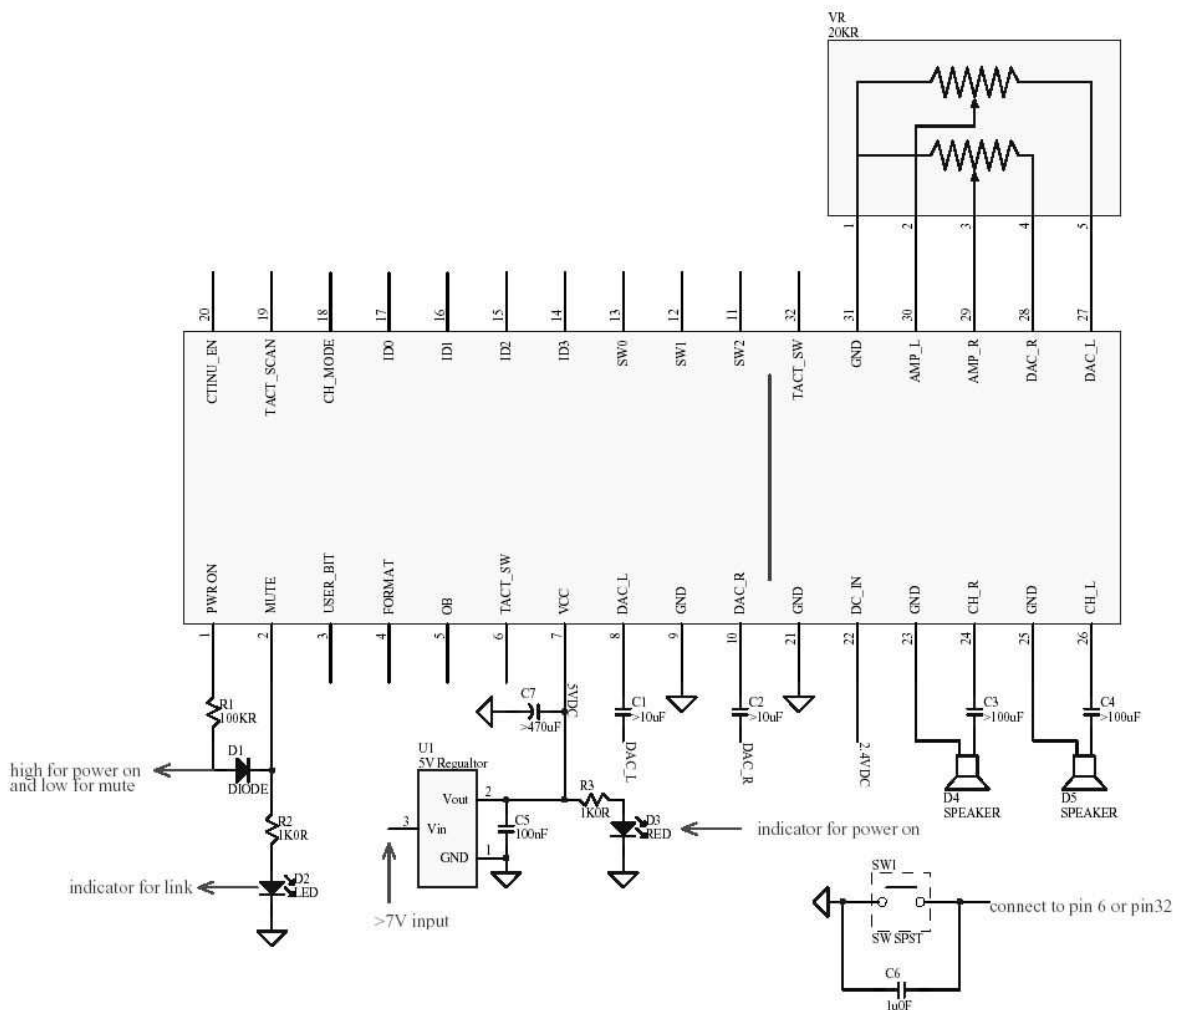 VR
20KR
1
2
3
4
5
20
19
18
17
16
15
14
13
12
11
32
31
30
29
28
27
CTINU_EN
TACT_SCAN
CH_MODE
ID0
ID1
ID2
ID3
SW0
SW1
SW2
TACT_SW
GND
AMP_L
AMP_R
DAC_R
DAC_L
PWR ON
MUTE
USER_BIT
FORMAT
OB
TACT_SW
VCC
DAC_L
GND
DAC_R
GND
DC_IN
GND
CH_R
GND
CH_L
1
2
3
4
5
6
7
8
9
10
21
22
23
24
25
26
R1
100KR
C7
>470uF
5VDC
C1
>10uF
DAC_L
C2
>10uF
DAC_R
2.4VDC
C3
>100uF
C4
>100uF
high for power on
and low for mute
D1
DIODE
U1
5V Regualtor
Vout
2
Vin
3
GND
1
C5
100nF
R3
1K0R
D3
RED
indicator for power on
D4
SPEAKER
D5
SPEAKER
R2
1K0R
indicator for link
D2
LED
>7V input
SW1
SW SPST
connect to pin 6 or pin32
C6
1u0F